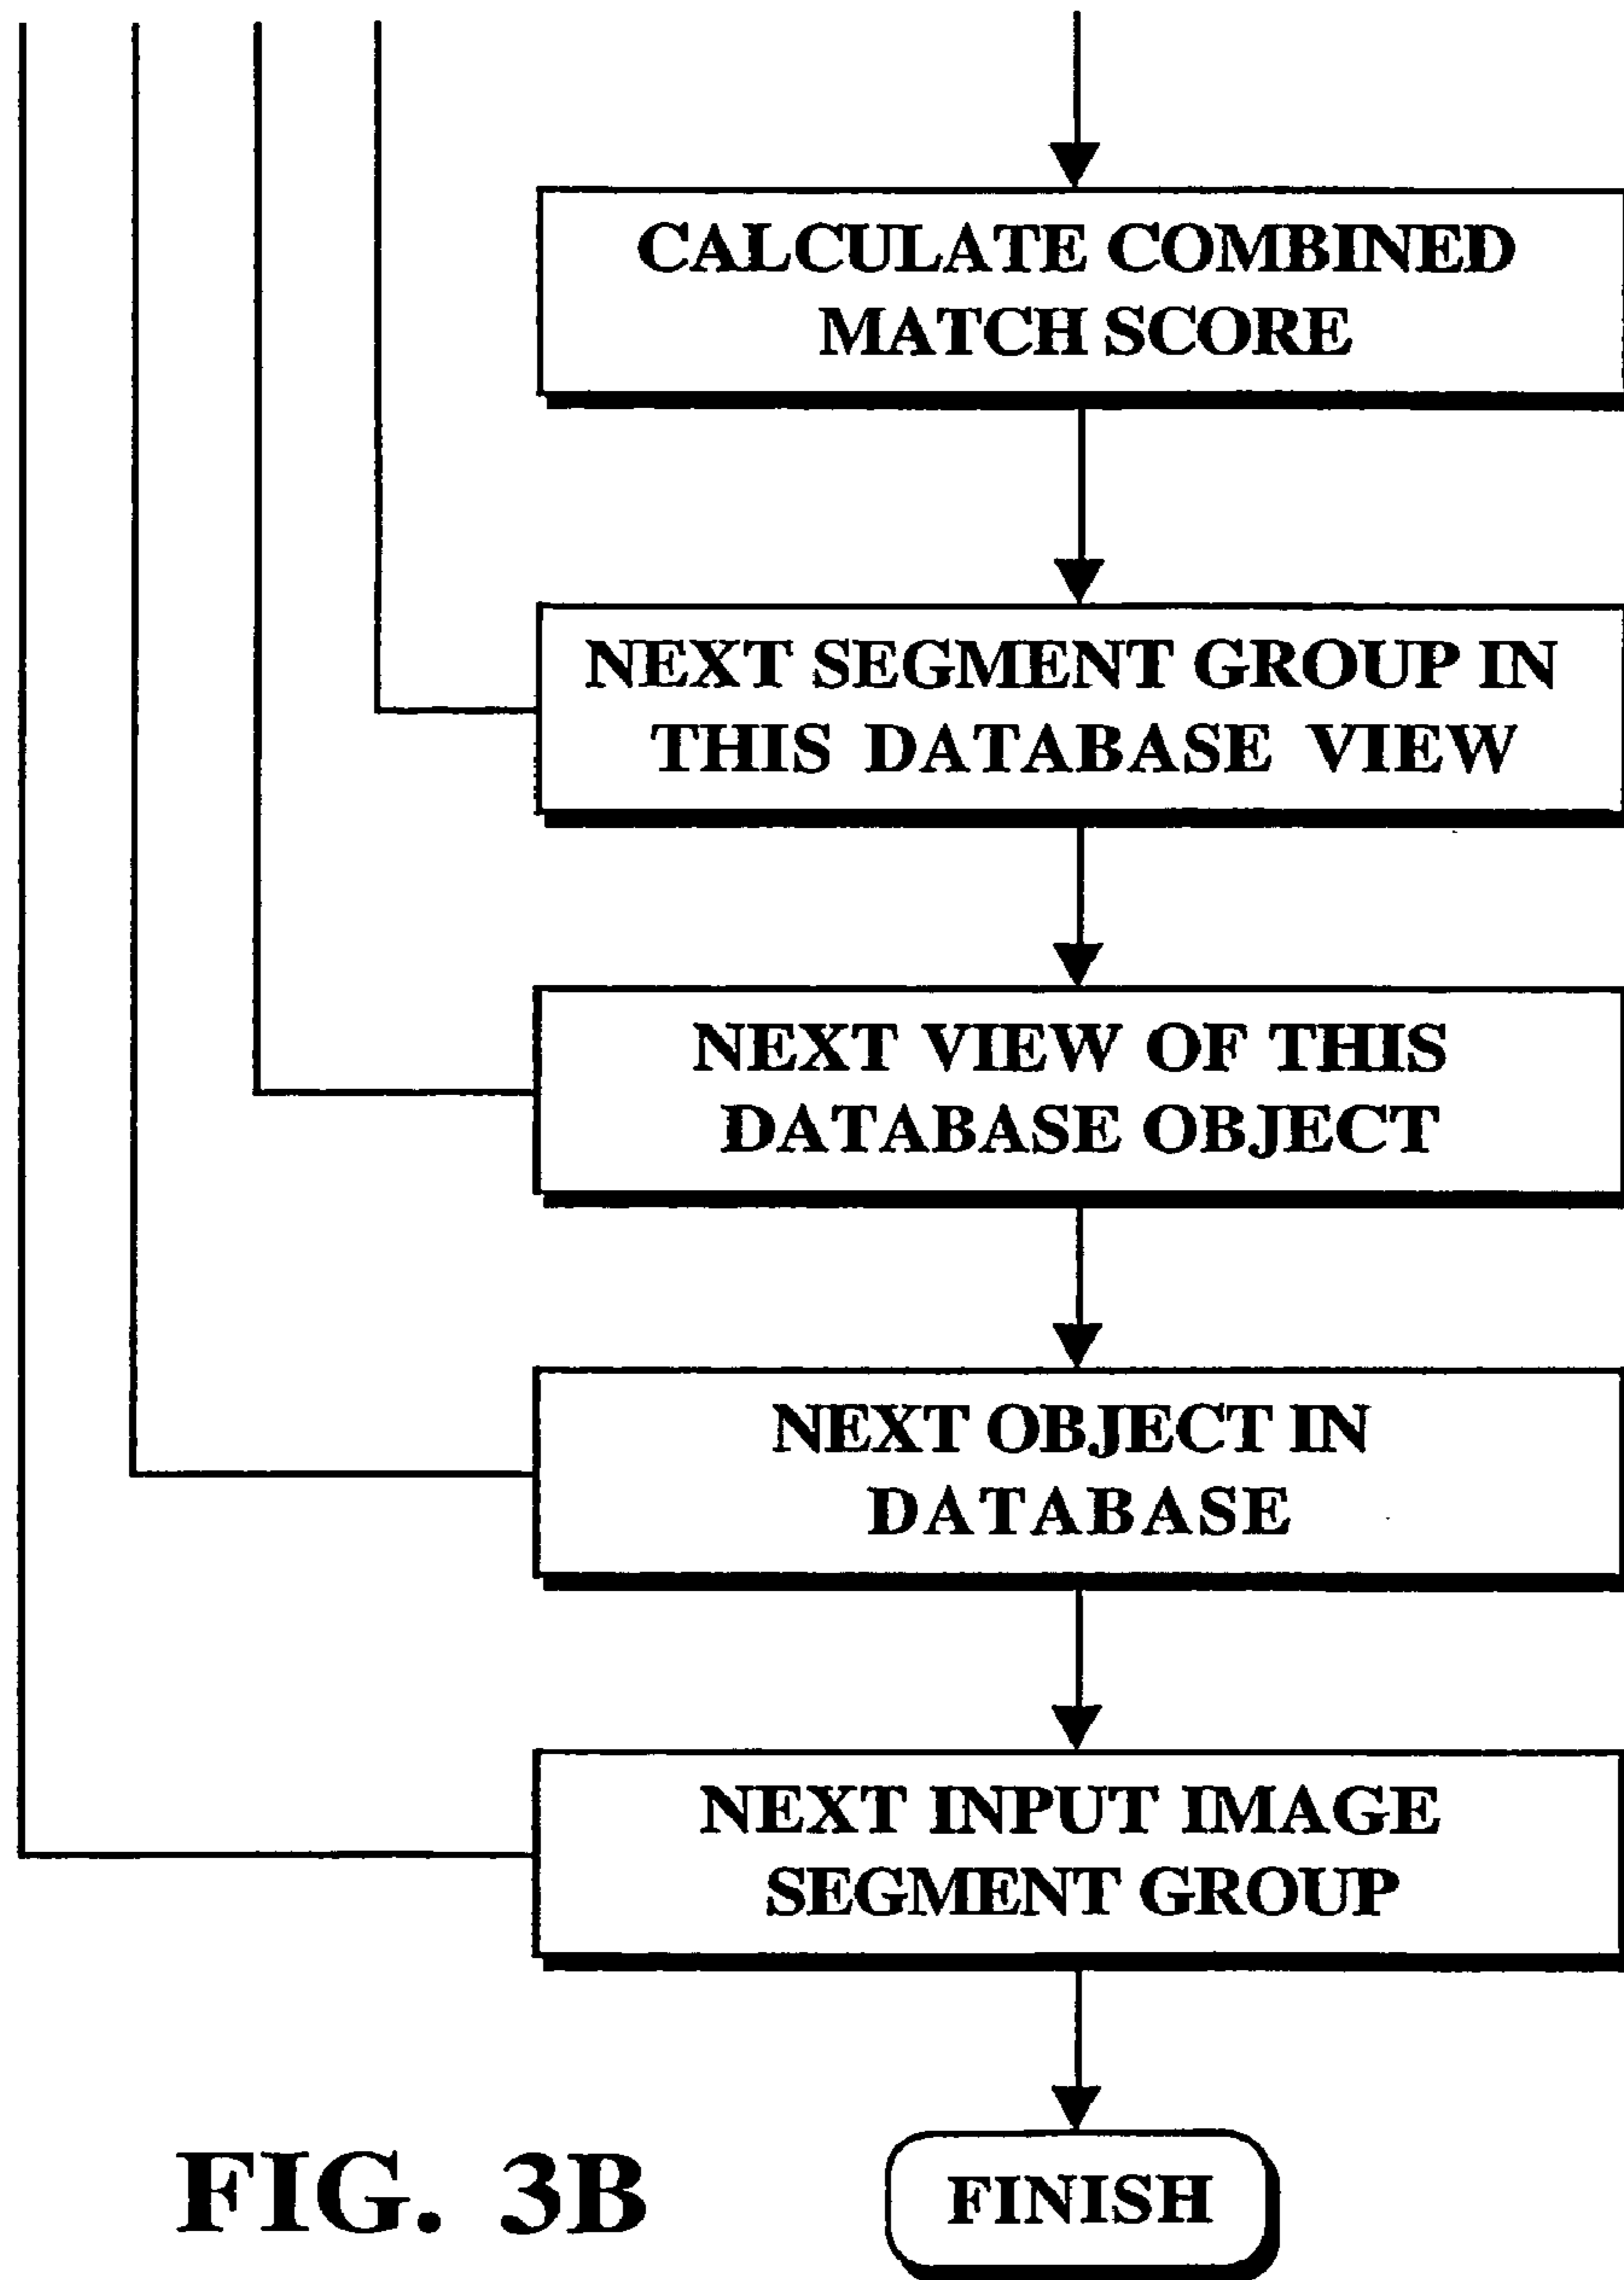 CALCULATE COMBINED
MATCH SCORE
NEXT SEGMENT GROUP IN
THIS DATABASE VIEW
NEXT VIEW OF THIS
DATABASE OBJECT
NEXT OBJECT IN
DATABASE
NEXT INPUT IMAGE
SEGMENT GROUP
FINISH
FIG. 3B